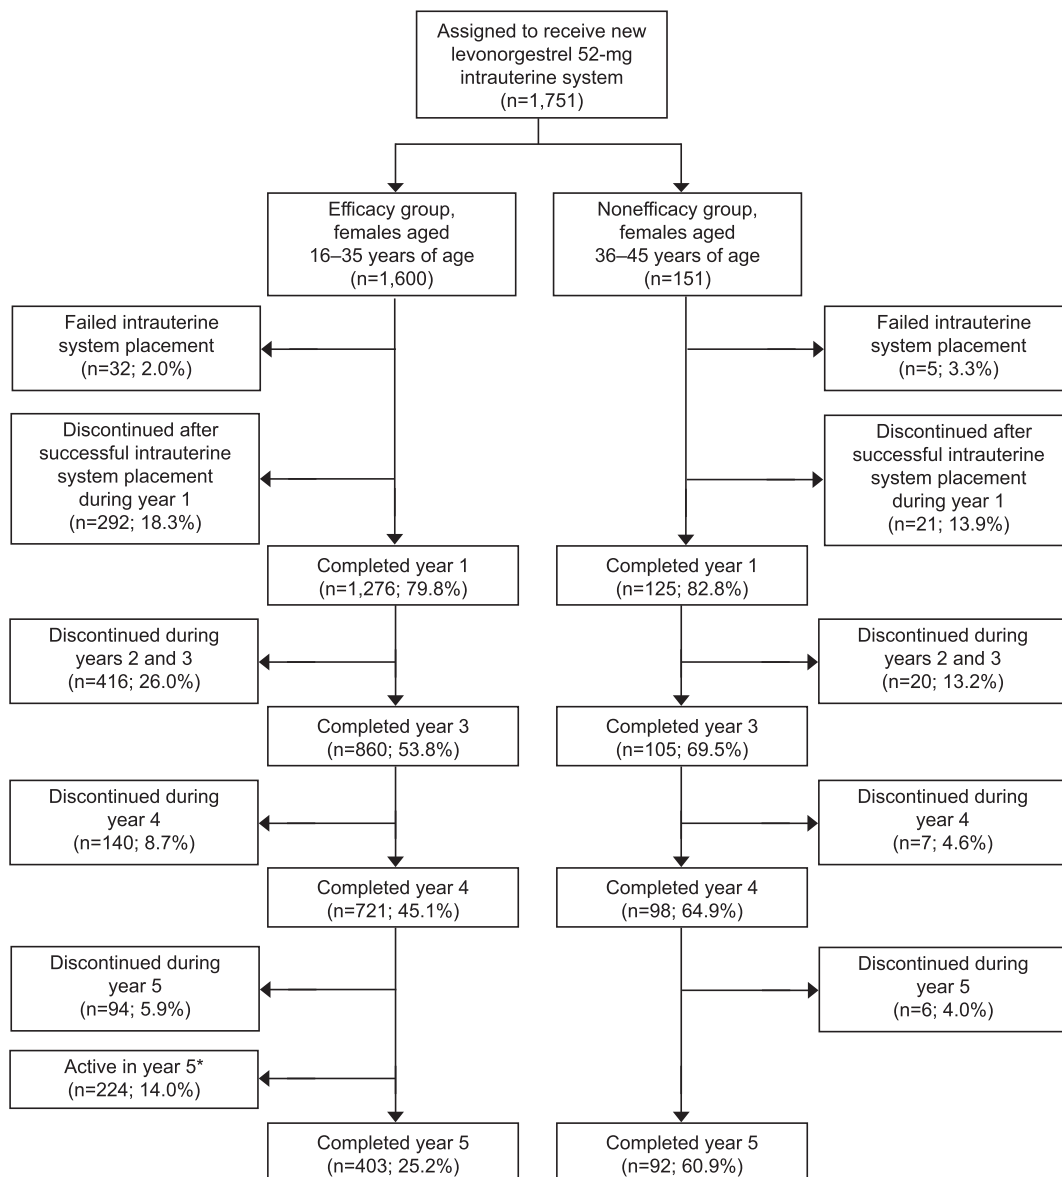 Assigned to receive new
levonorgestrel 52-mg
intrauterine system
(n=1,751)
Efficacy group,
females aged
16–35 years of age
(n=1,600)
Nonefficacy group,
females aged
36–45 years of age
(n=151)
Failed intrauterine
system placement
(n=32; 2.0%)
Failed intrauterine
system placement
(n=5; 3.3%)
Discontinued after
successful intrauterine
system placement
during year 1
(n=292; 18.3%)
Discontinued after
successful intrauterine
system placement
during year 1
(n=21; 13.9%)
Completed year 1
(n=1,276; 79.8%)
Completed year 1
(n=125; 82.8%)
Discontinued during
years 2 and 3
(n=416; 26.0%)
Discontinued during
years 2 and 3
(n=20; 13.2%)
Completed year 3
(n=860; 53.8%)
Completed year 3
(n=105; 69.5%)
Discontinued during
year 4
(n=140; 8.7%)
Discontinued during
year 4
(n=7; 4.6%)
Completed year 4
(n=721; 45.1%)
Completed year 4
(n=98; 64.9%)
Discontinued during
year 5
(n=94; 5.9%)
Discontinued during
year 5
(n=6; 4.0%)
Active in year 5*
(n=224; 14.0%)
Completed year 5
(n=403; 25.2%)
Completed year 5
(n=92; 60.9%)